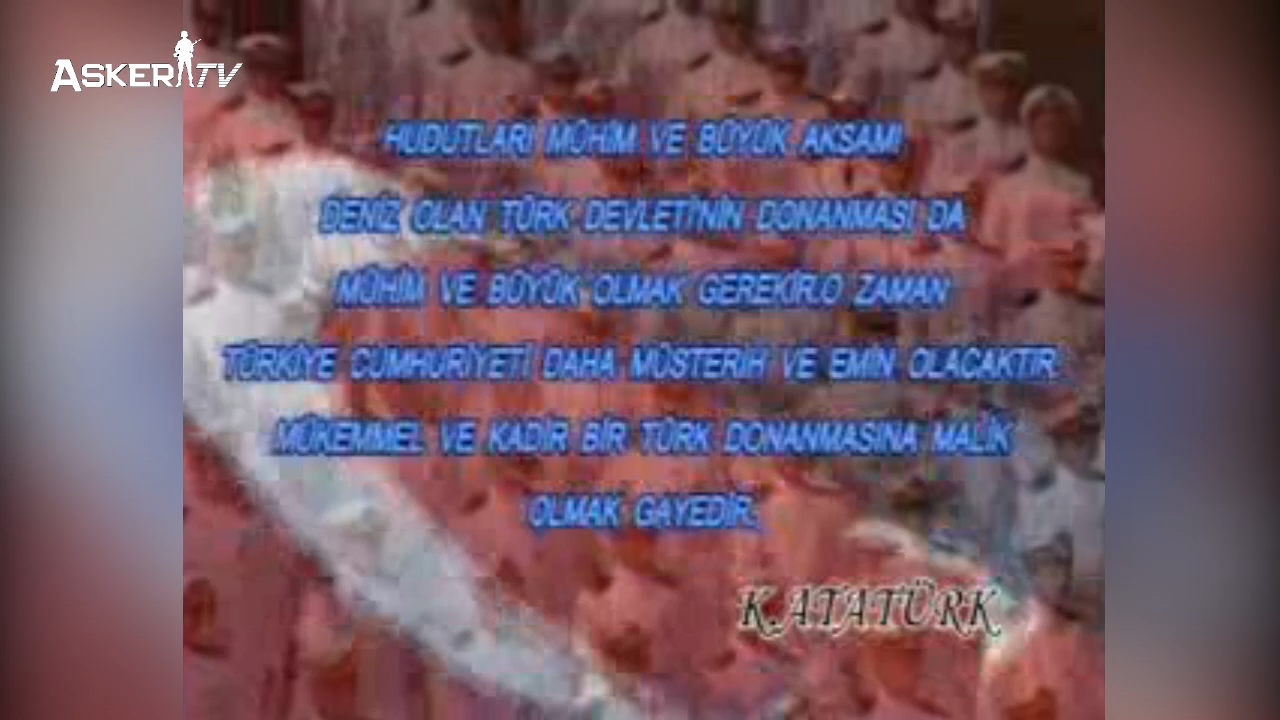 ASKER TV
HUDUTLARI MÜHİM VE BÜYÜK AKSAMI
DENİZ OLAN TÜRK DEVLETİ'NİN DONANMASI DA
MÜHİM VE BÜYÜK OLMAK GEREKİR.O ZAMAN
TÜRKİYE CUMHURİYETİ DAHA MÜSTERİH VE EMİN OLACAKTIR.
MÜKEMMEL VE KADİR BİR TÜRK DONANMASINA MALİK
OLMAK GAYEDİR.
K.ATATÜRK